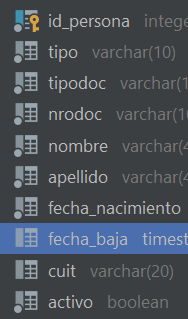 id_persona intege
tipo varchar(10)
tipodoc varchar(1
nrodoc varchar(
nombre varchar(4
apellido varchar(4
fecha_nacimiento
fecha_baja timest
cuit varchar(20)
activo boolean